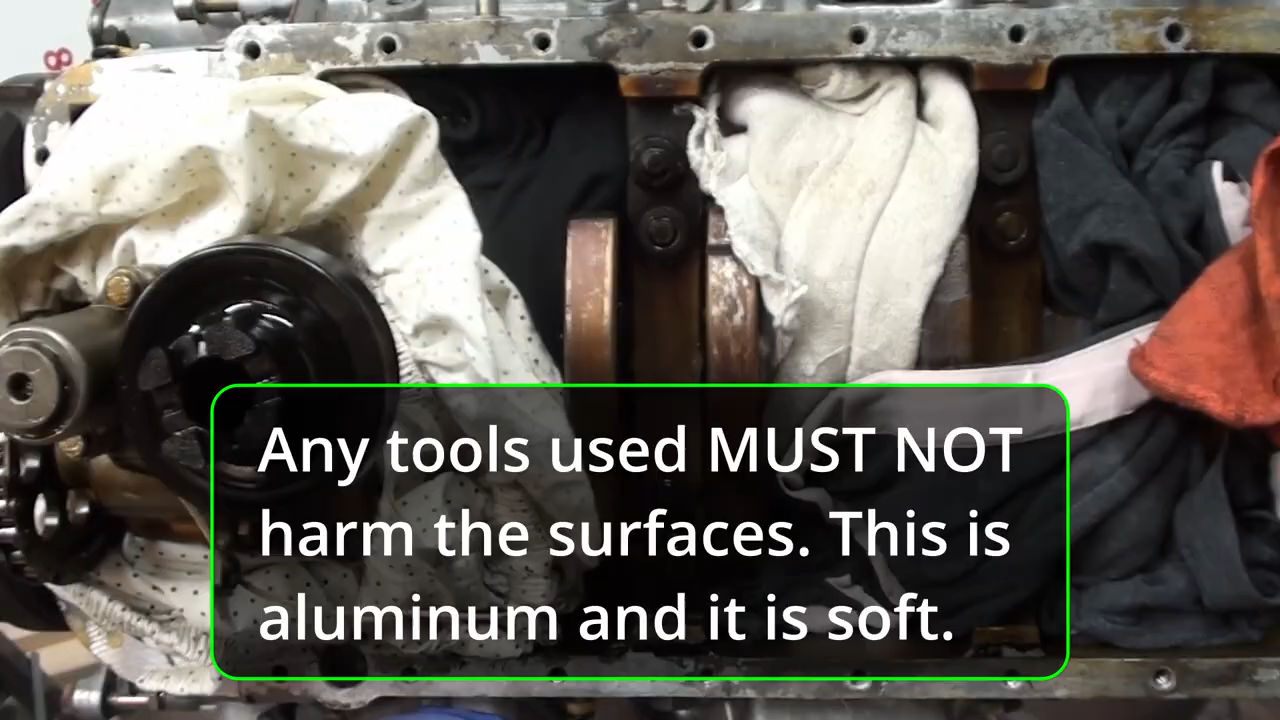 Any tools used MUST NOT
harm the surfaces. This is
aluminum and it is soft.